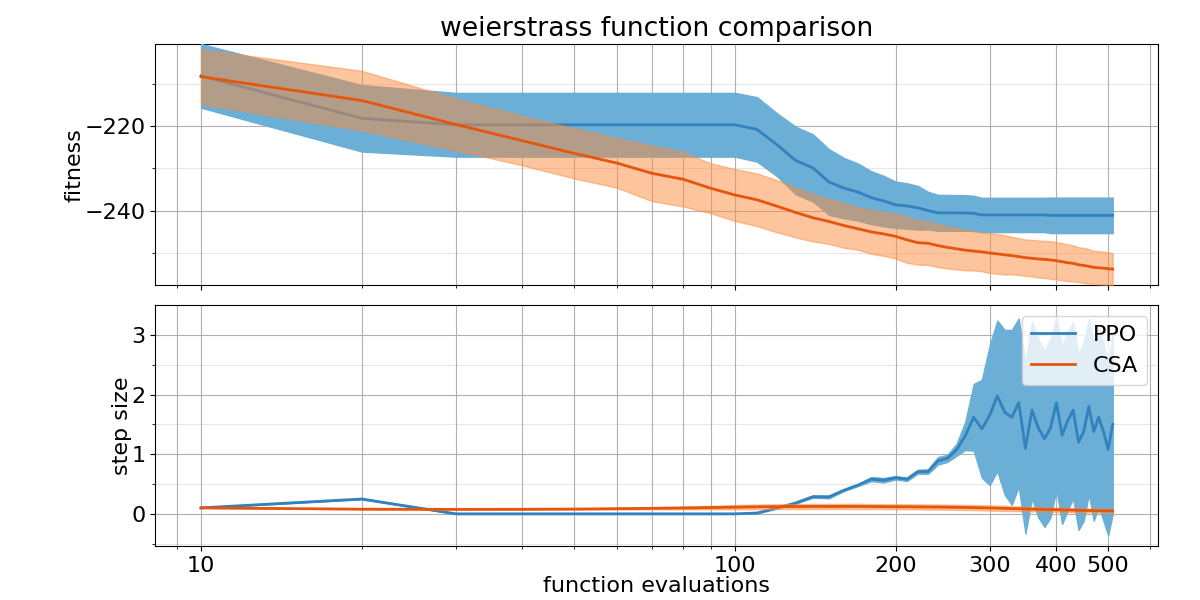 weierstrass function comparison
fitness
−220
−240
step size
3
2
1
0
PPO
CSA
10
100
200
300
400
500
function evaluations